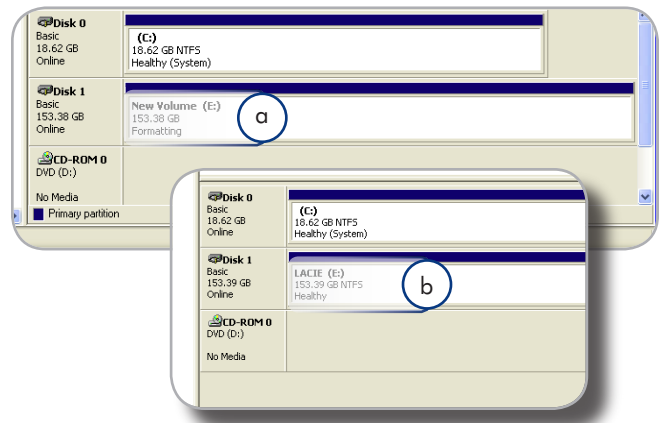 Disk 0
Basic
18.62 GB
Online
(C:)
18.62 GB NTFS
Healthy (System)
Disk 1
Basic
153.38 GB
Online
New Volume (E:)
153.38 GB
Formatting
a
CD-ROM 0
DVD (D:)
No Media
Primary partition
Disk 0
Basic
18.62 GB
Online
(C:)
18.62 GB NTFS
Healthy (System)
Disk 1
Basic
153.39 GB
Online
LACIE (E:)
153.39 GB NTFS
Healthy
b
CD-ROM 0
DVD (D:)
No Media